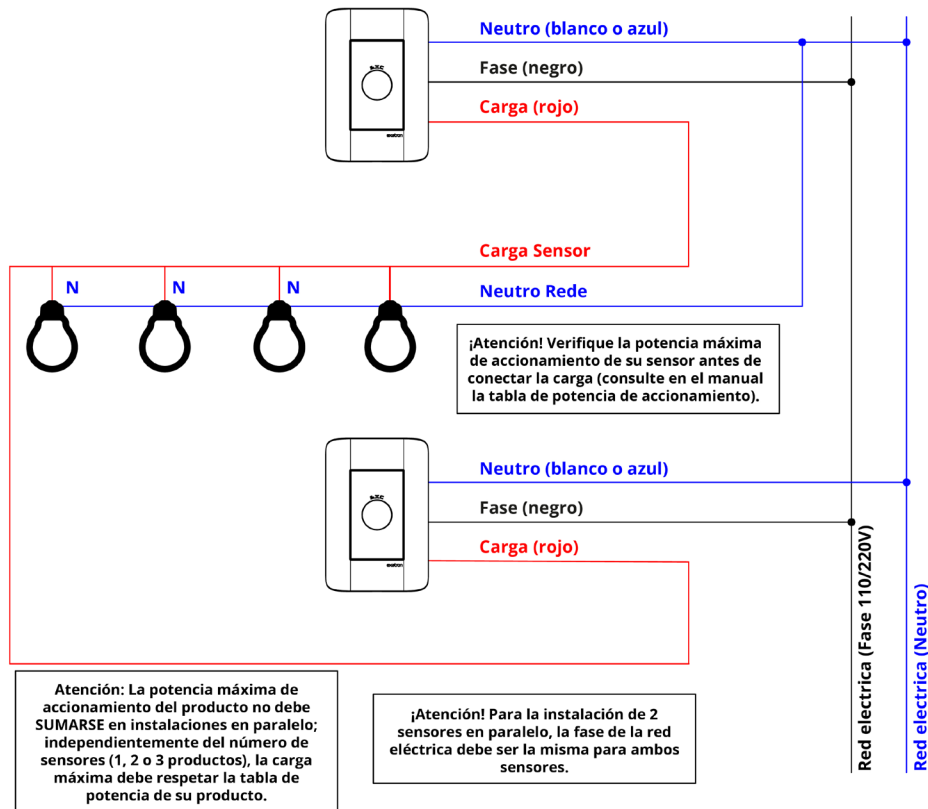 Neutro (blanco o azul)
Fase (negro)
Carga (rojo)
Carga Sensor
N
N
N
Neutro Rede
¡Atención! Verifique la potencia máxima
de accionamiento de su sensor antes de
conectar la carga (consulte en el manual
la tabla de potencia de accionamiento).
Neutro (blanco o azul)
Fase (negro)
Carga (rojo)
Red electrica (Fase 110/220V)
Red electrica (Neutro)
Atención: La potencia máxima de
accionamiento del producto no debe
SUMARSE en instalaciones en paralelo;
independientemente del número de
sensores (1, 2 o 3 productos), la carga
máxima debe respetar la tabla de
potencia de su producto.
¡Atención! Para la instalación de 2
sensores en paralelo, la fase de la red
eléctrica debe ser la misma para ambos
sensores.